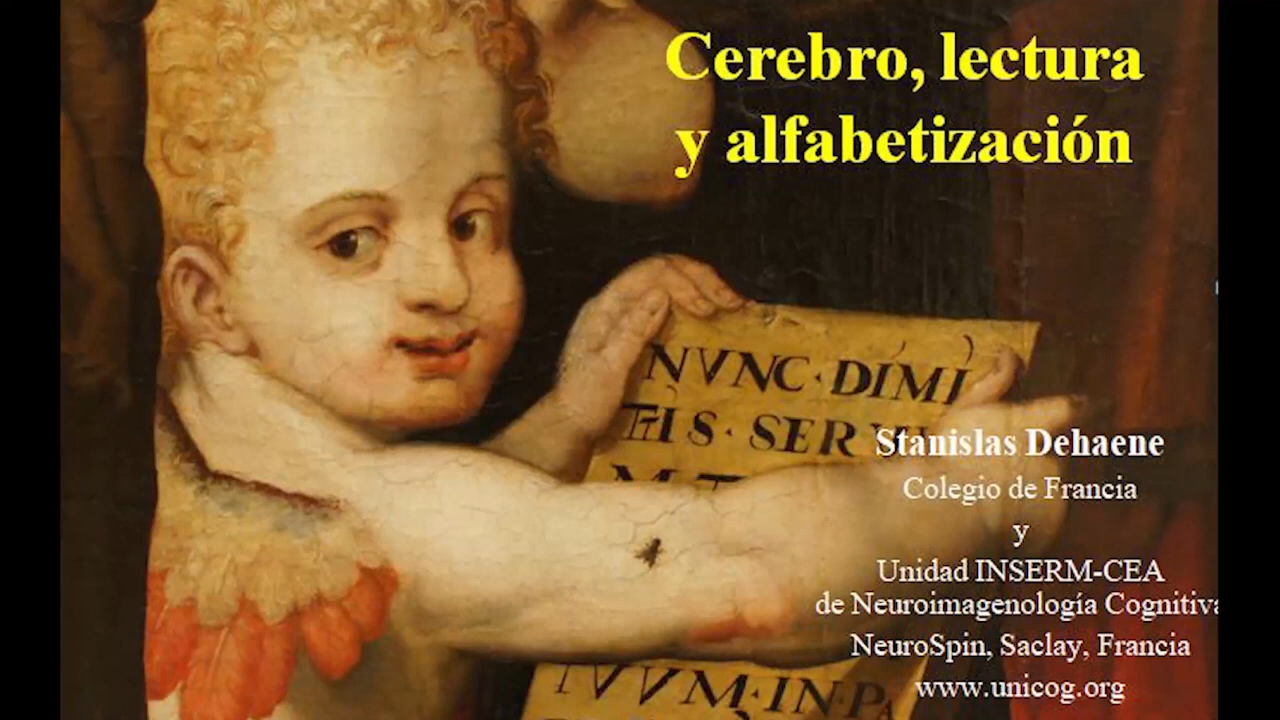 Cerebro, lectura
y alfabetización
NVNC·DIMI
TIS·SER
Stanislas Dehaene
Colegio de Francia
y
Unidad INSERM-CEA
de Neuroimagenología Cognitiva
NeuroSpin, Saclay, Francia
www.unicog.org
VM·IN·PA